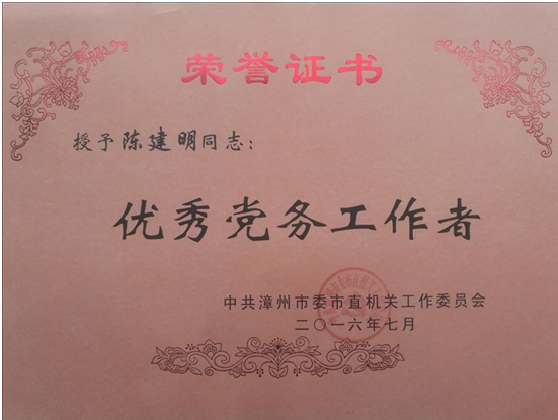 荣誉证书
授予陈建明同志：
优秀党务工作者
中共漳州市委市直机关工作委员会
二〇一六年七月